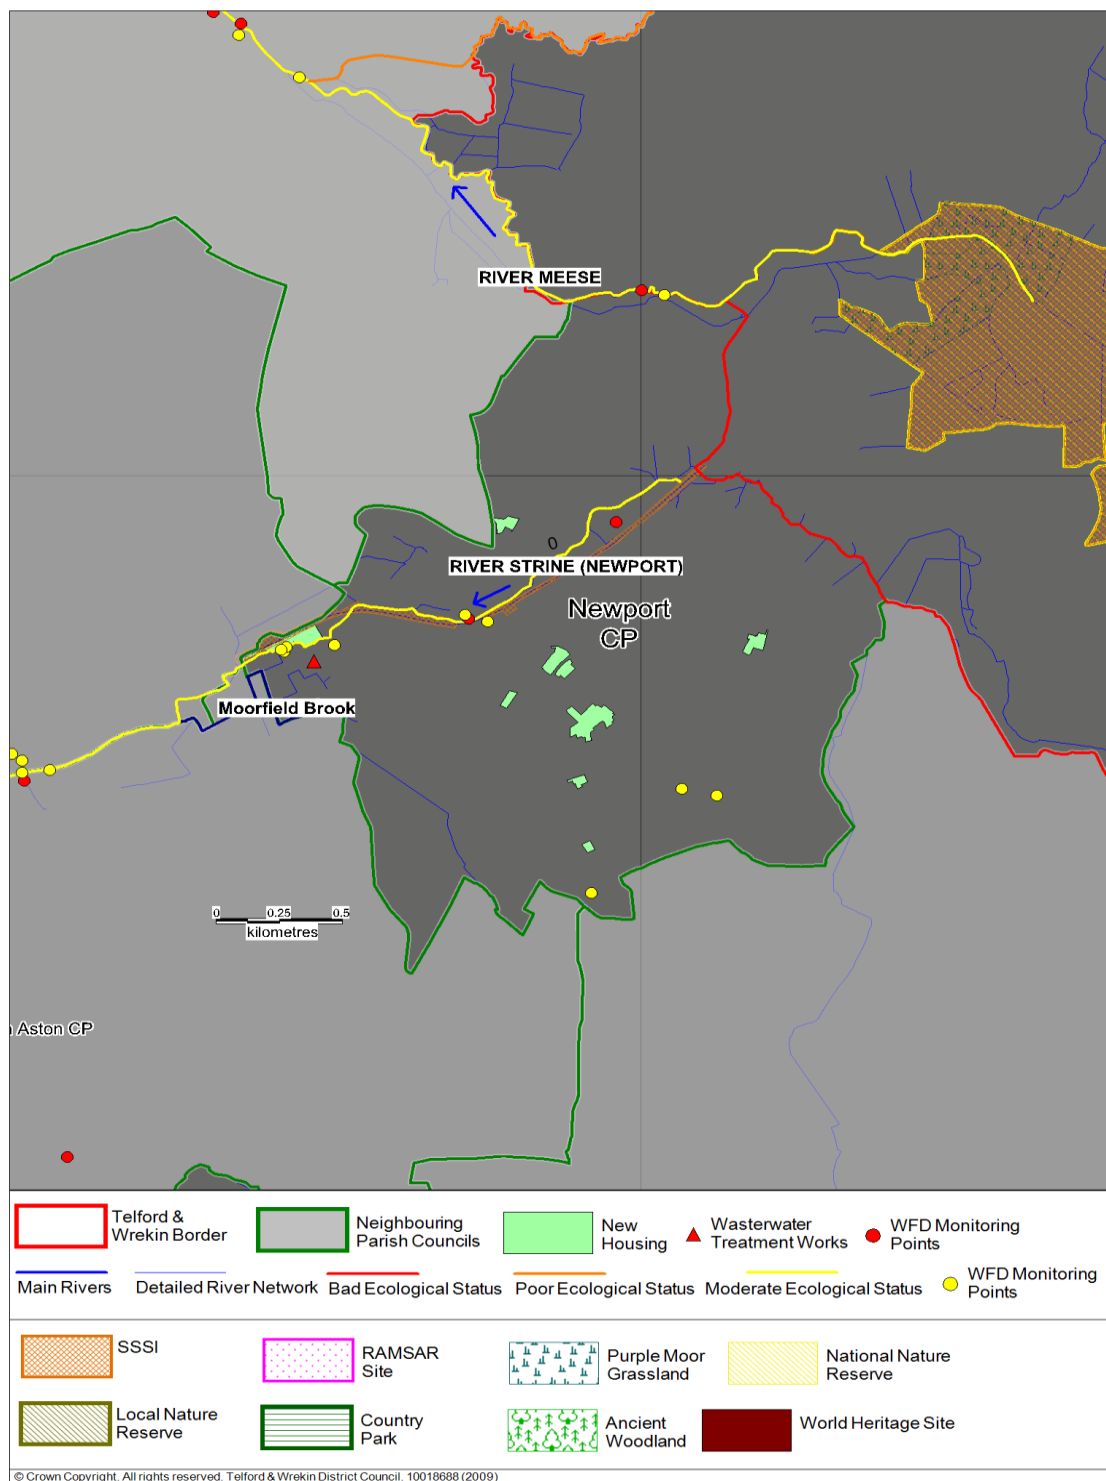 RIVER MEESE
0
RIVER STRINE (NEWPORT)
Newport
CP
Moorfield Brook
0 0.25 0.5
kilometres
Aston CP
Telford &
Wrekin Border
Neighbouring
Parish Councils
New
Housing
Wasterwater
Treatment Works
WFD Monitoring
Points
Main Rivers
Detailed River Network
Bad Ecological Status
Poor Ecological Status
Moderate Ecological Status
WFD Monitoring
Points
SSSI
RAMSAR
Site
Purple Moor
Grassland
National Nature
Reserve
Local Nature
Reserve
Country
Park
Ancient
Woodland
World Heritage Site
© Crown Copyright. All rights reserved. Telford & Wrekin District Council. 10018688 (2009)